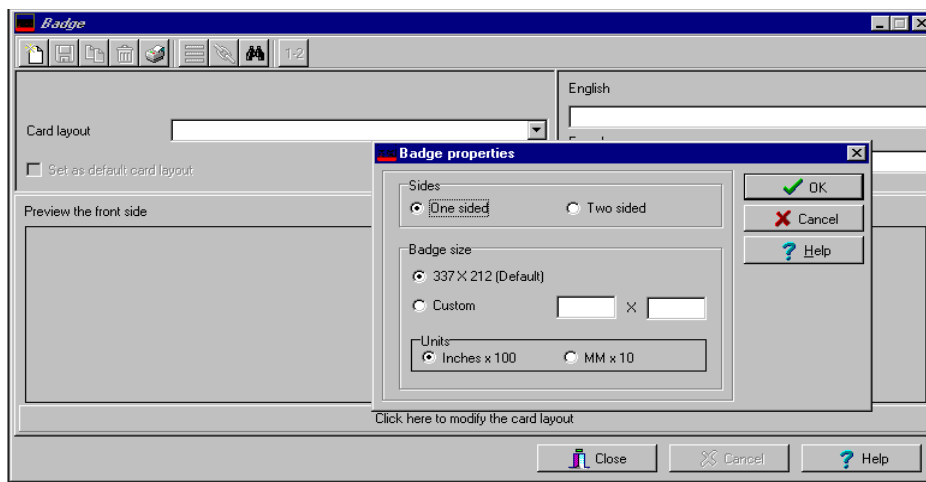 Badge
1-2
English
Card layout
Set as default card layout
Preview the front side
Badge properties
Sides
One sided
Two sided
Badge size
337 X 212 (Default)
Custom
X
Units
Inches x 100
MM x 10
OK
Cancel
Help
Click here to modify the card layout
Close
Cancel
Help